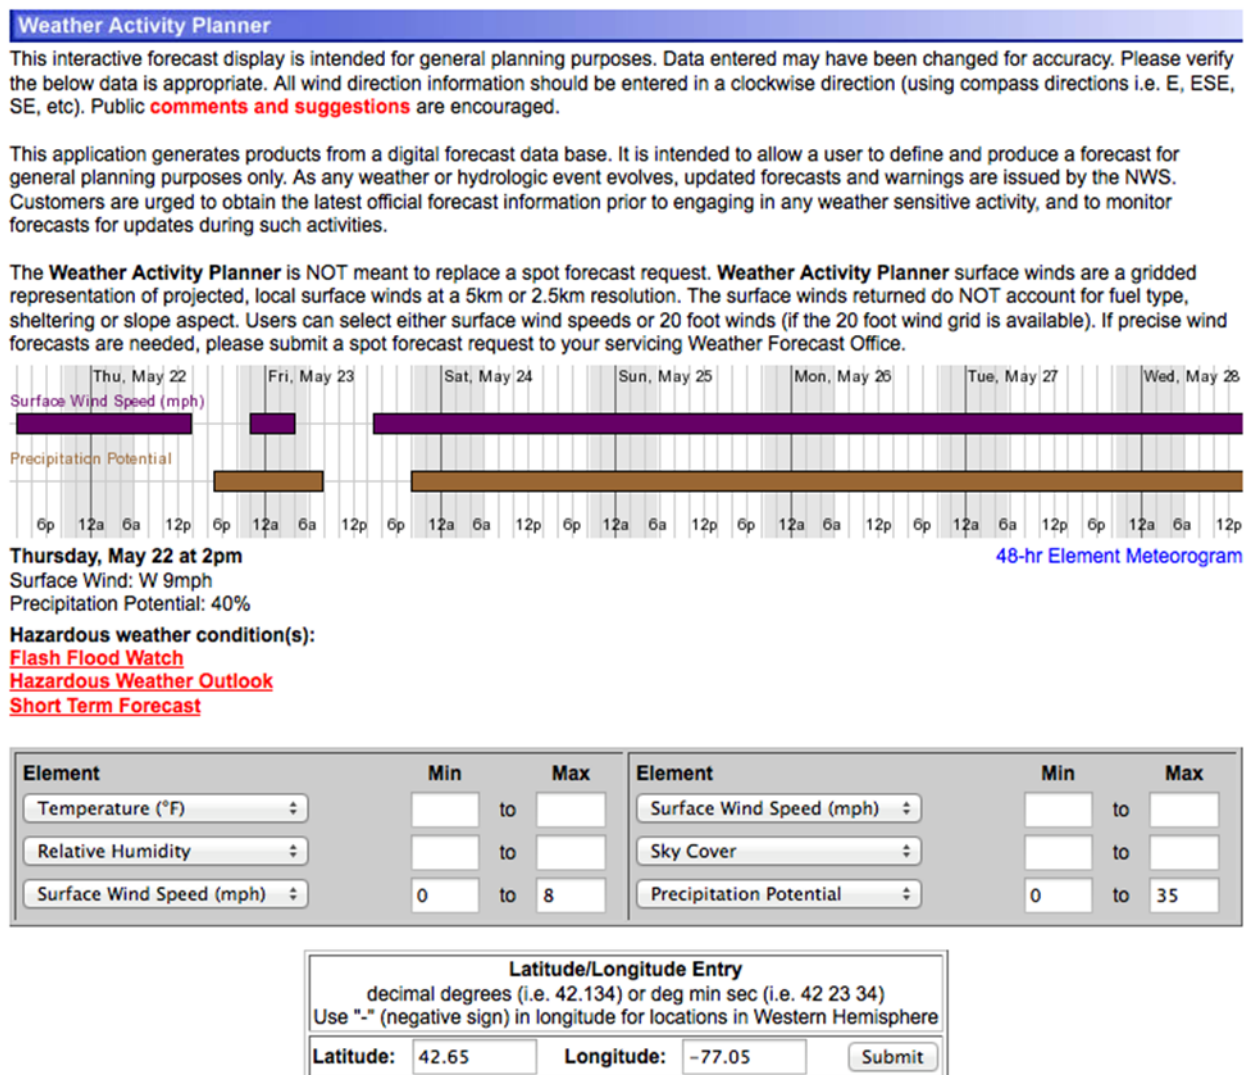 Weather Activity Planner
This interactive forecast display is intended for general planning purposes. Data entered may have been changed for accuracy. Please verify
the below data is appropriate. All wind direction information should be entered in a clockwise direction (using compass directions i.e. E, ESE,
SE, etc). Public comments and suggestions are encouraged.
This application generates products from a digital forecast data base. It is intended to allow a user to define and produce a forecast for
general planning purposes only. As any weather or hydrologic event evolves, updated forecasts and warnings are issued by the NWS.
Customers are urged to obtain the latest official forecast information prior to engaging in any weather sensitive activity, and to monitor
forecasts for updates during such activities.
The Weather Activity Planner is NOT meant to replace a spot forecast request. Weather Activity Planner surface winds are a gridded
representation of projected, local surface winds at a 5km or 2.5km resolution. The surface winds returned do NOT account for fuel type,
sheltering or slope aspect. Users can select either surface wind speeds or 20 foot winds (if the 20 foot wind grid is available). If precise wind
forecasts are needed, please submit a spot forecast request to your servicing Weather Forecast Office.
Thu, May 22 Fri, May 23 Sat, May 24 Sun, May 25 Mon, May 26 Tue, May 27 Wed, May 28
Surface Wind Speed (mph)
Precipitation Potential
6p 12a 6a 12p 6p 12a 6a 12p 6p 12a 6a 12p 6p 12a 6a 12p 6p 12a 6a 12p 6p 12a 6a 12p 6p 12a 6a 12p
Thursday, May 22 at 2pm 48-hr Element Meteorogram
Surface Wind: W 9mph
Precipitation Potential: 40%
Hazardous weather condition(s):
Flash Flood Watch
Hazardous Weather Outlook
Short Term Forecast
Element Min Max Element Min Max
Temperature (°F) to Surface Wind Speed (mph) to
Relative Humidity to Sky Cover to
Surface Wind Speed (mph) 0 to 8 Precipitation Potential 0 to 35
Latitude/Longitude Entry
decimal degrees (i.e. 42.134) or deg min sec (i.e. 42 23 34)
Use "-" (negative sign) in longitude for locations in Western Hemisphere
Latitude: 42.65 Longitude: -77.05 Submit